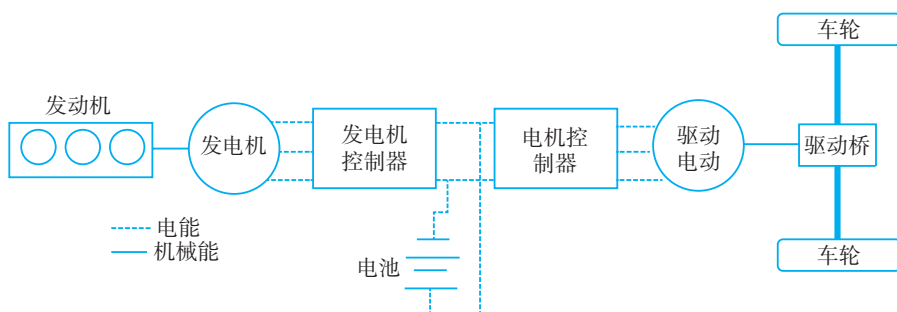 车轮
发动机
发电机
发电机
控制器
电机控
制器
驱动
电动
驱动桥
电能
机械能
电池
车轮